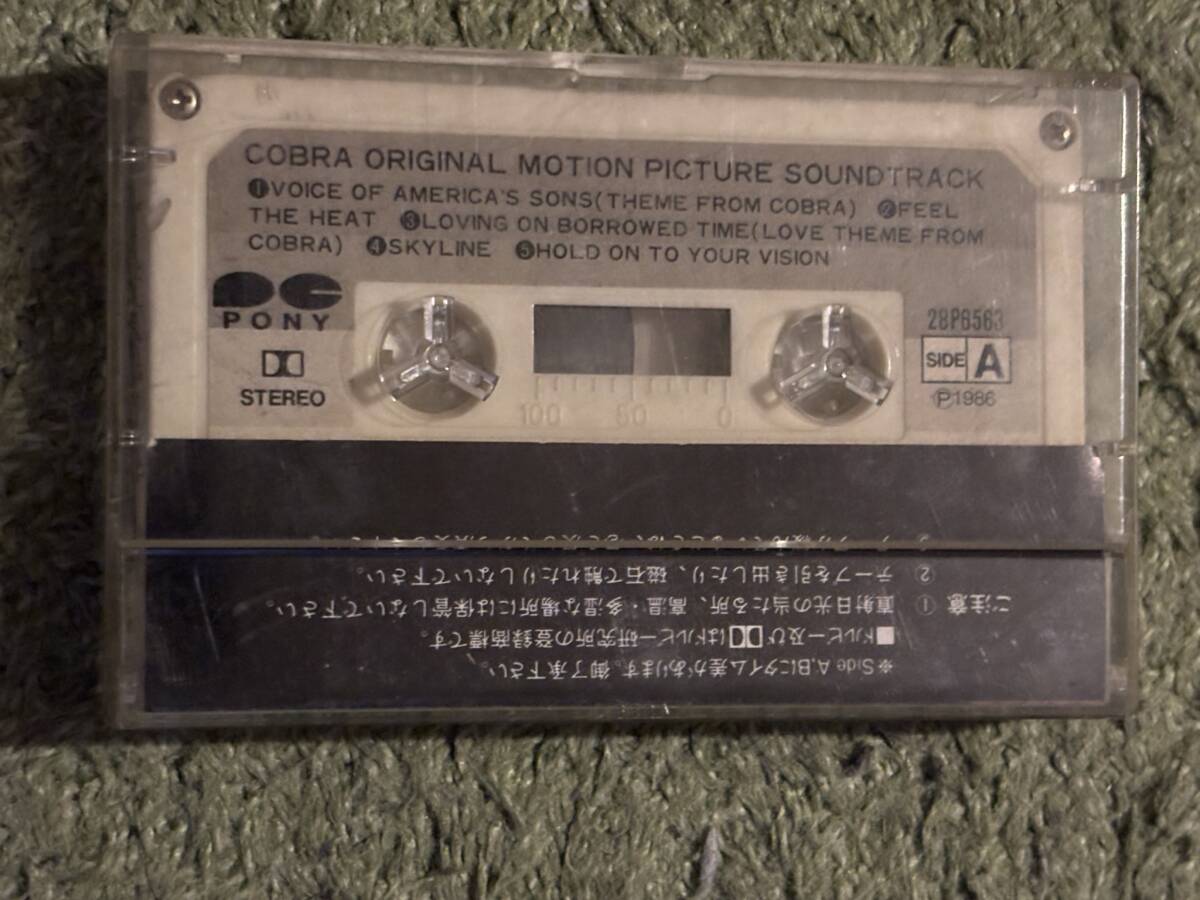 COBRA ORIGINAL MOTION PICTURE SOUNDTRACK
❶VOICE OF AMERICA'S SONS(THEME FROM COBRA) ❷FEEL
THE HEAT ❸LOVING ON BORROWED TIME(LOVE THEME FROM
COBRA) ❹SKYLINE ❺HOLD ON TO YOUR VISION
PONY
STEREO
100 50 0
28P6563
SIDE A
Ⓟ1986
※Side A,Bにタイム差があります。御了承下さい。
■ドルビー及びはドルビー研究所の登録商標です。
ご注意 ① 直射日光の当たる所、高温・多湿な場所には保管しないで下さい。
② テープを引き出したり、磁石で触れたりしないで下さい。